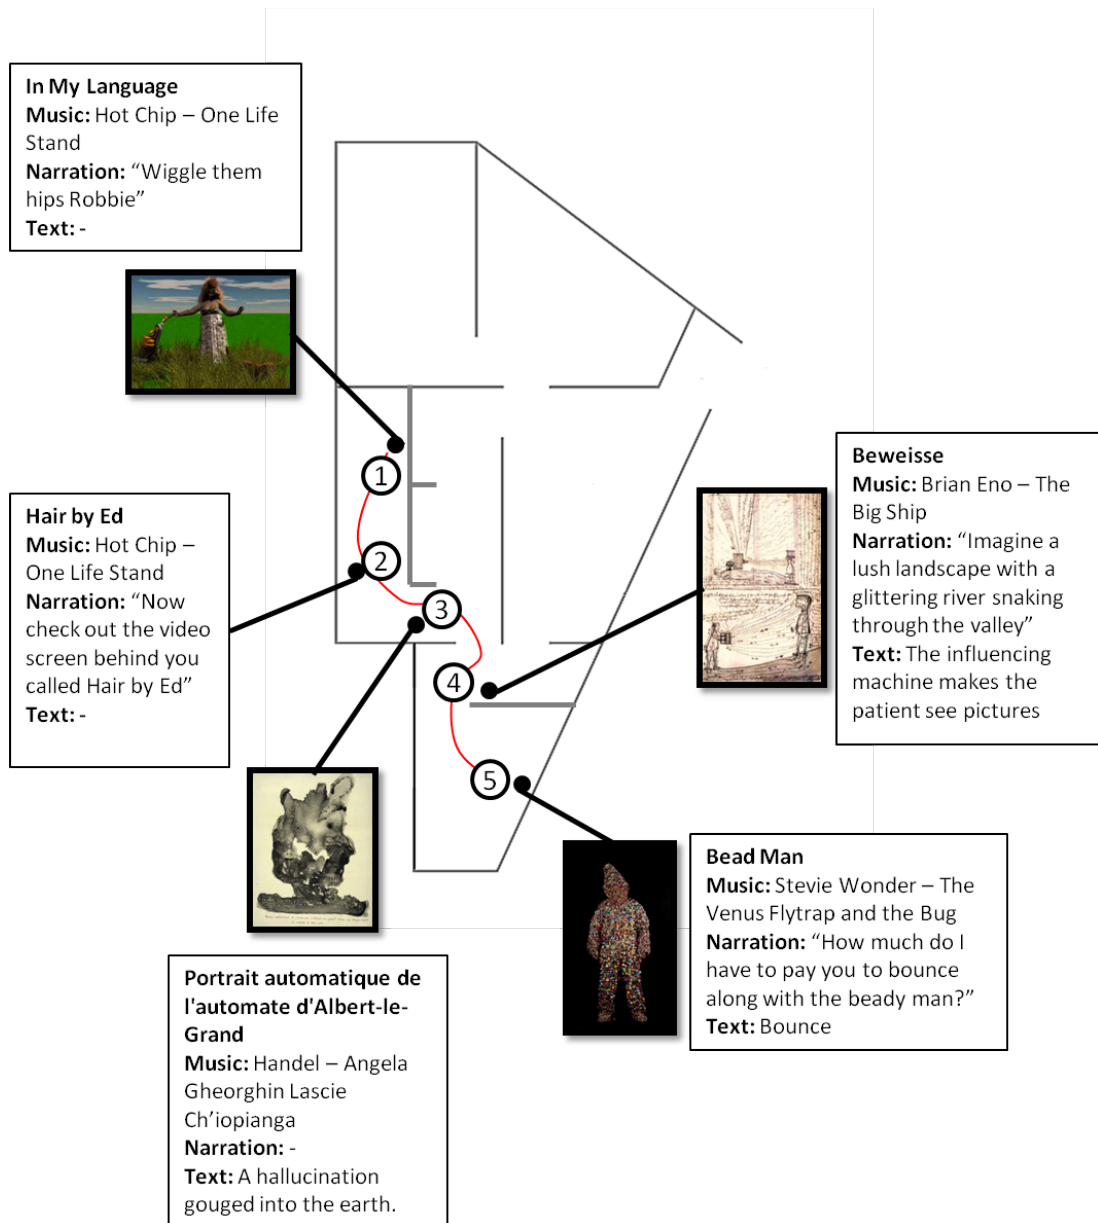 In My Language
Music: Hot Chip – One Life
Stand
Narration: “Wiggle them
hips Robbie”
Text: -
1
2
3
4
5
Hair by Ed
Music: Hot Chip –
One Life Stand
Narration: “Now
check out the video
screen behind you
called Hair by Ed”
Text: -
Beweisse
Music: Brian Eno – The
Big Ship
Narration: “Imagine a
lush landscape with a
glittering river snaking
through the valley”
Text: The influencing
machine makes the
patient see pictures
Portrait automatique de
l'automate d'Albert-le-
Grand
Music: Handel – Angela
Gheorghin Lascie
Ch’iopianga
Narration: -
Text: A hallucination
gouged into the earth.
Bead Man
Music: Stevie Wonder – The
Venus Flytrap and the Bug
Narration: “How much do I
have to pay you to bounce
along with the beady man?”
Text: Bounce